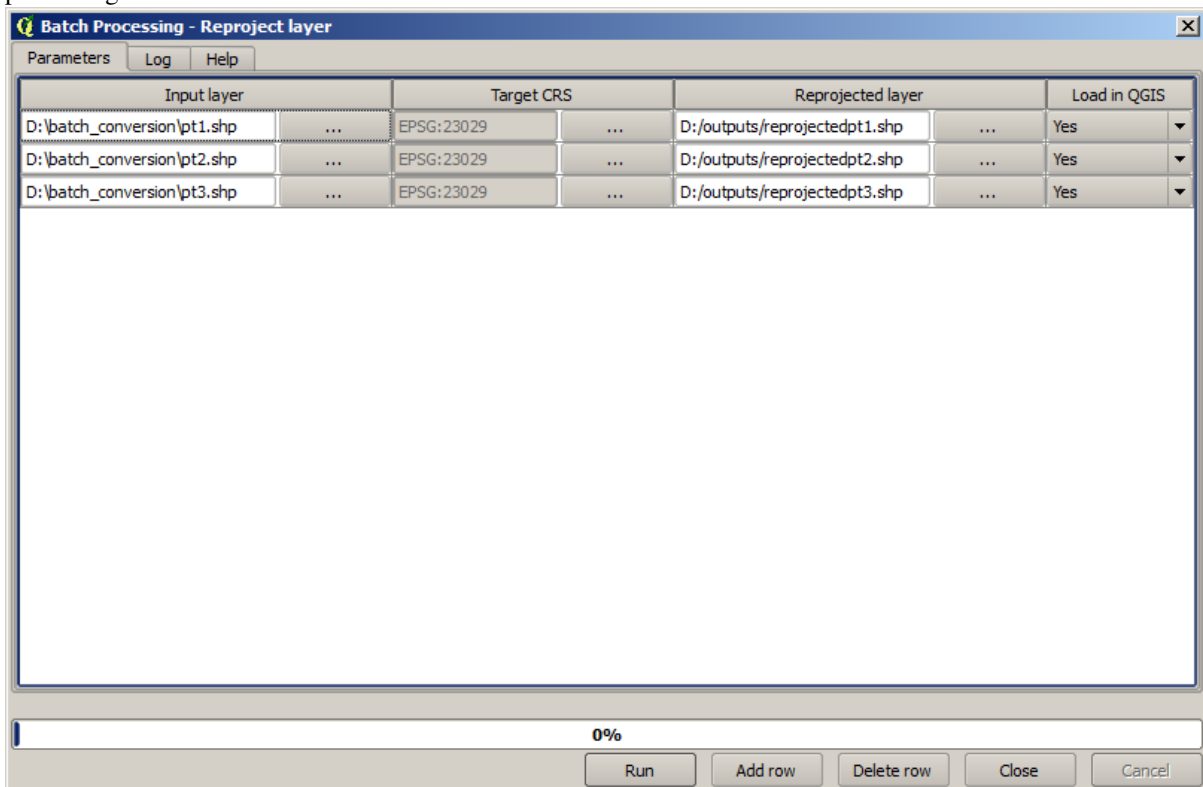 Batch Processing - Reproject layer
Parameters Log Help
Input layer Target CRS Reprojected layer Load in QGIS
D:\batch_conversion\pt1.shp ... EPSG:23029 ... D:/outputs/reprojectedpt1.shp ... Yes
D:\batch_conversion\pt2.shp ... EPSG:23029 ... D:/outputs/reprojectedpt2.shp ... Yes
D:\batch_conversion\pt3.shp ... EPSG:23029 ... D:/outputs/reprojectedpt3.shp ... Yes
0%
Run Add row Delete row Close Cancel